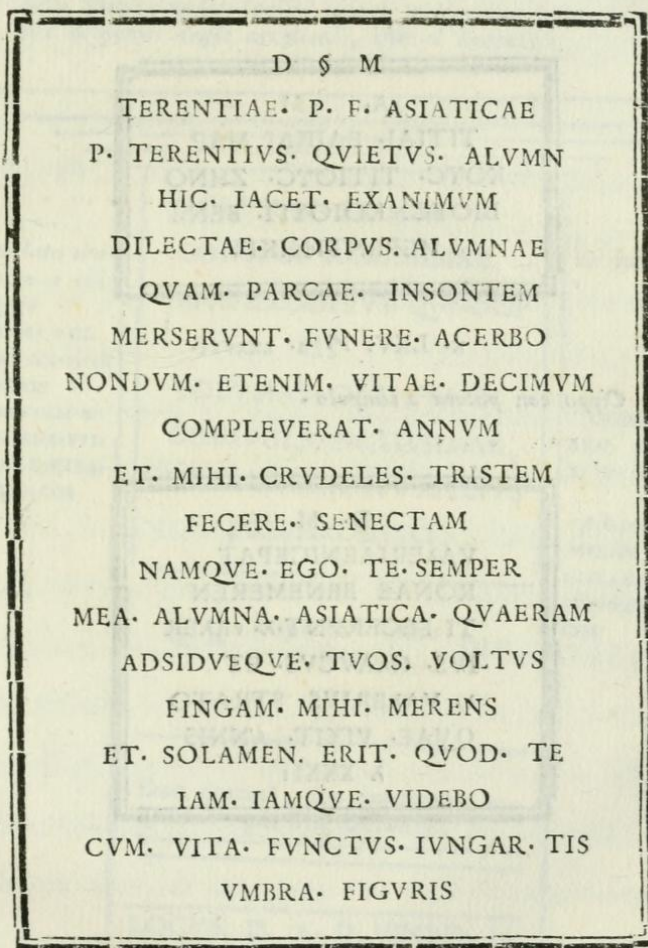 D § M
TERENTIAE· P· F· ASIATICAE
P· TERENTIVS· QVIETVS· ALVMN
HIC· IACET· EXANIMVM
DILECTAE· CORPVS. ALVMNAE
QVAM· PARCAE· INSONTEM
MERSERVNT· FVNERE· ACERBO
NONDVM· ETENIM· VITAE· DECIMVM
COMPLEVERAT· ANNVM
ET· MIHI· CRVDELES· TRISTEM
FECERE· SENECTAM
NAMQVE· EGO· TE· SEMPER
MEA· ALVMNA· ASIATICA· QVAERAM
ADSIDVEQVE· TVOS. VOLTVS
FINGAM· MIHI· MERENS
ET· SOLAMEN. ERIT· QVOD· TE
IAM· IAMQVE· VIDEBO
CVM· VITA· FVNCTVS· IVNGAR· TIS
VMBRA· FIGVRIS